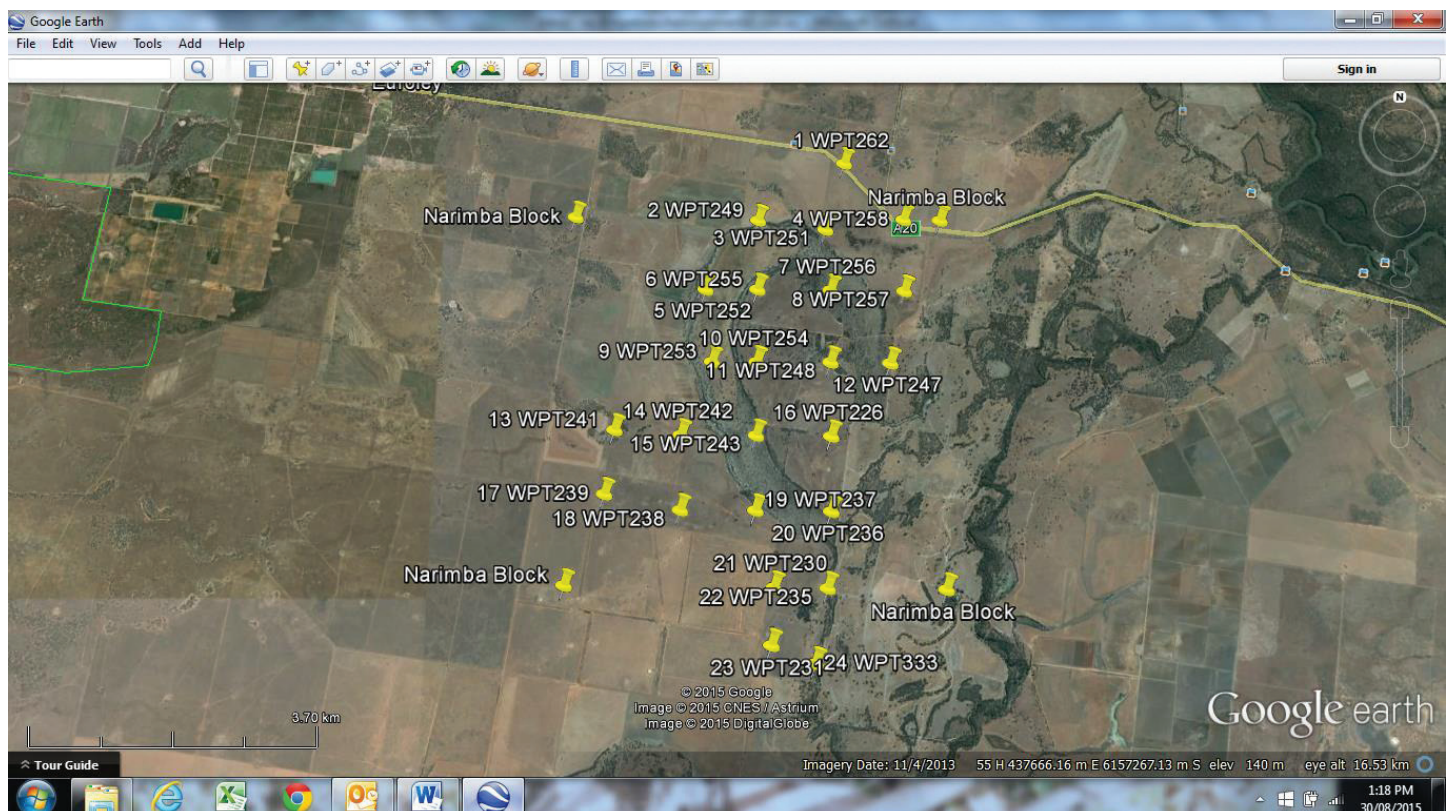 Google Earth
File Edit View Tools Add Help
Sign in
Euroley
N
1 WPT262
Narimba Block
Narimba Block
2 WPT249
4 WPT258
A20
3 WPT251
7 WPT256
6 WPT255
8 WPT257
5 WPT252
10 WPT254
9 WPT253
11 WPT248
12 WPT247
14 WPT242
16 WPT226
13 WPT241
15 WPT243
17 WPT239
19 WPT237
18 WPT238
20 WPT236
21 WPT230
Narimba Block
22 WPT235
Narimba Block
23 WPT231
24 WPT333
© 2015 Google
Image © 2015 CNES / Astrium
Image © 2015 DigitalGlobe
Google earth
3.70 km
Tour Guide
Imagery Date: 11/4/2013 55 H 437666.16 m E 6157267.13 m S elev 140 m eye alt 16.53 km
1:18 PM
30/08/2015